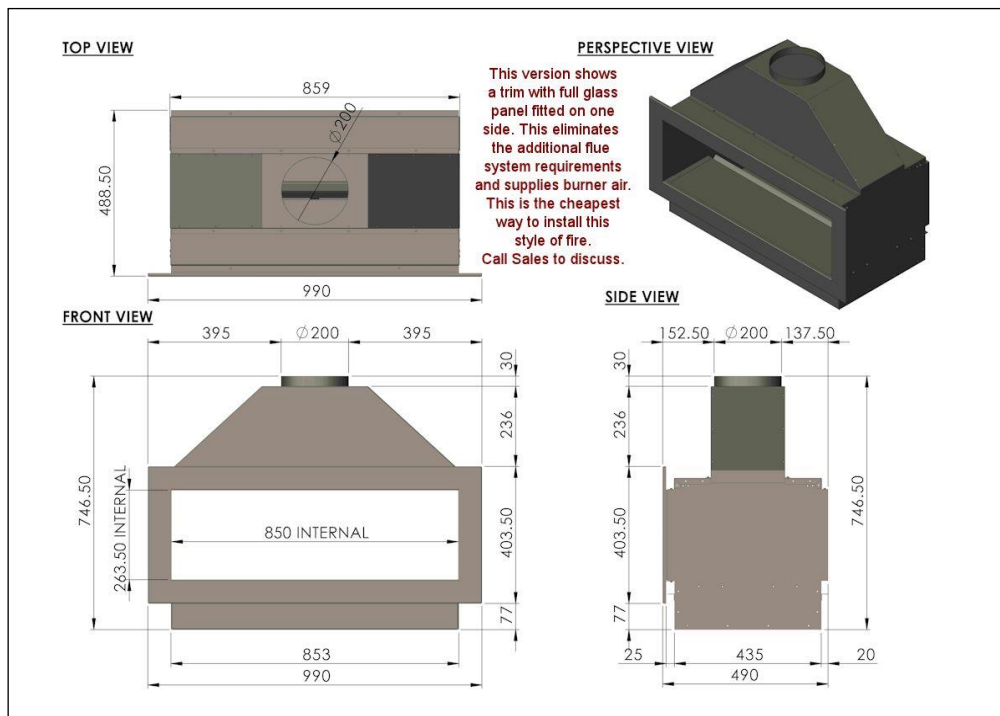 TOP VIEW
859
Ø200
488.50
990
This version shows
a trim with full glass
panel fitted on one
side. This eliminates
the additional flue
system requirements
and supplies burner air.
This is the cheapest
way to install this
style of fire.
Call Sales to discuss.
PERSPECTIVE VIEW
FRONT VIEW
395
Ø200
395
30
236
746.50
263.50 INTERNAL
850 INTERNAL
403.50
77
853
990
SIDE VIEW
152.50
Ø200
137.50
30
236
403.50
77
746.50
25
435
20
490